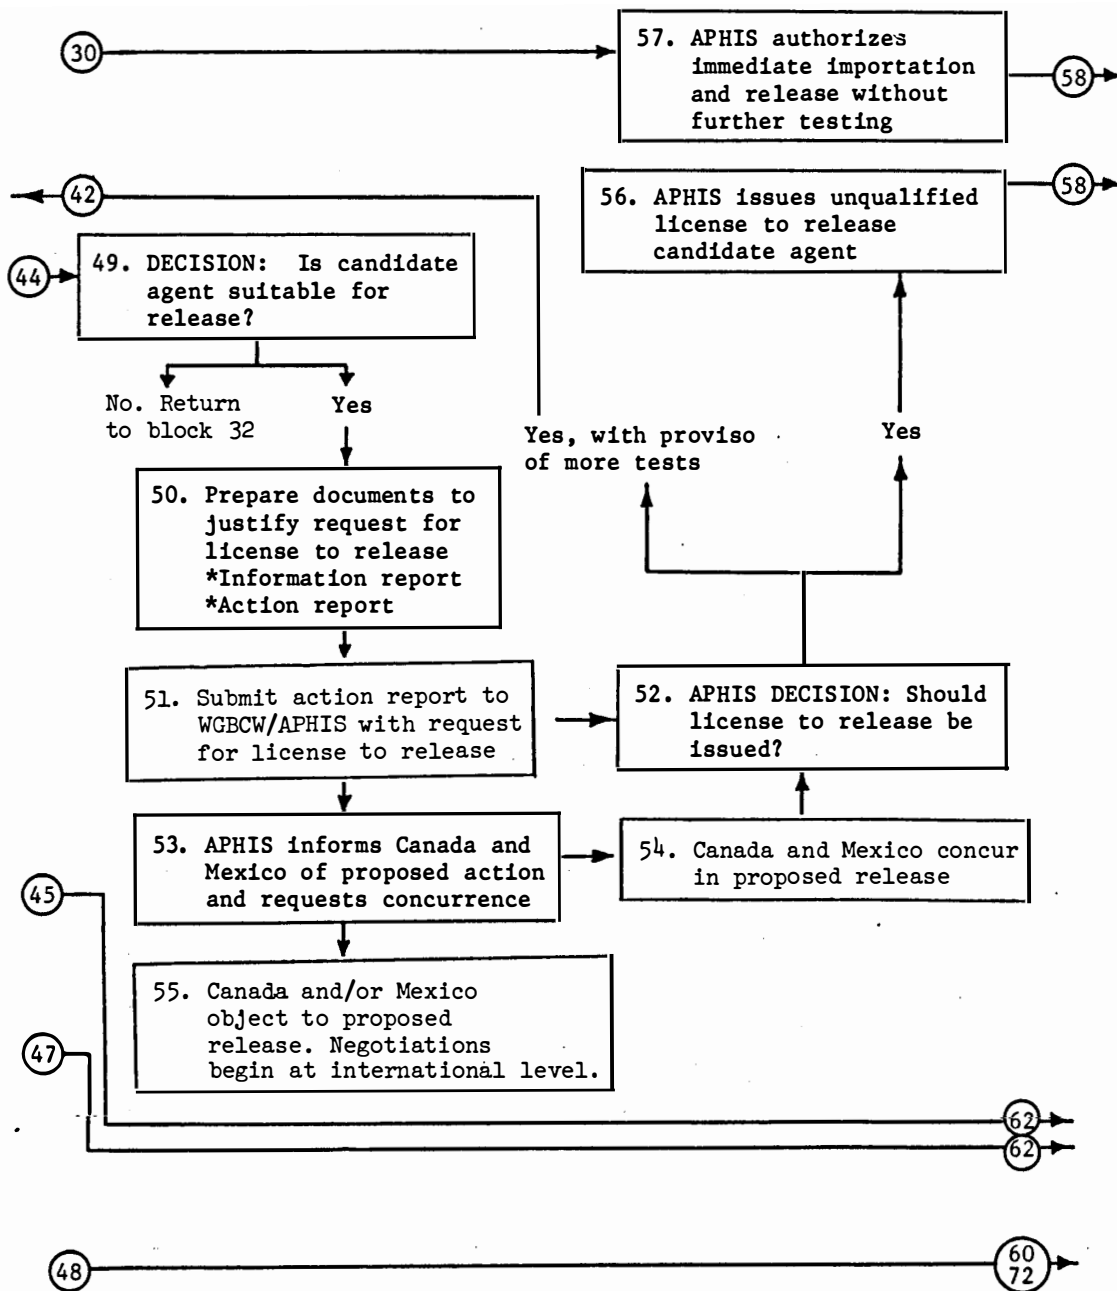 30
57. APHIS authorizes
immediate importation
and release without
further testing
58
42
56. APHIS issues unqualified
license to release
candidate agent
58
44
49. DECISION: Is candidate
agent suitable for
release?
No. Return
to block 32
Yes
Yes, with proviso
of more tests
Yes
50. Prepare documents to
justify request for
license to release
*Information report
*Action report
51. Submit action report to
WGBCW/APHIS with request
for license to release
52. APHIS DECISION: Should
license to release be
issued?
53. APHIS informs Canada and
Mexico of proposed action
and requests concurrence
54. Canada and Mexico concur
in proposed release
45
55. Canada and/or Mexico
object to proposed
release. Negotiations
begin at international level.
47
62
62
48
60
72